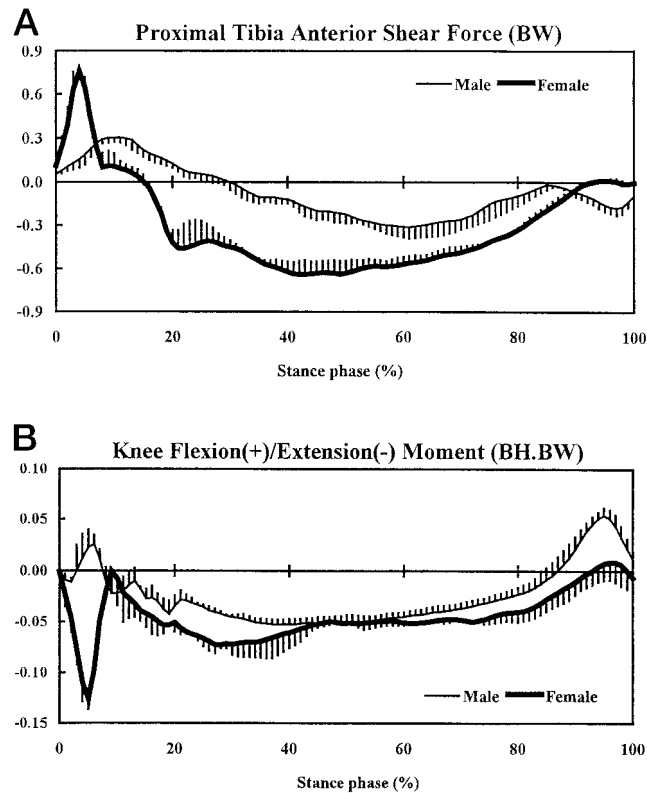 A
Proximal Tibia Anterior Shear Force (BW)
0.9
0.6
0.3
0.0
-0.3
-0.6
-0.9
Male Female
0 20 40 60 80 100
Stance phase (%)
B
Knee Flexion(+)/Extension(-) Moment (BH.BW)
0.10
0.05
0.00
-0.05
-0.10
-0.15
Male Female
0 20 40 60 80 100
Stance phase (%)